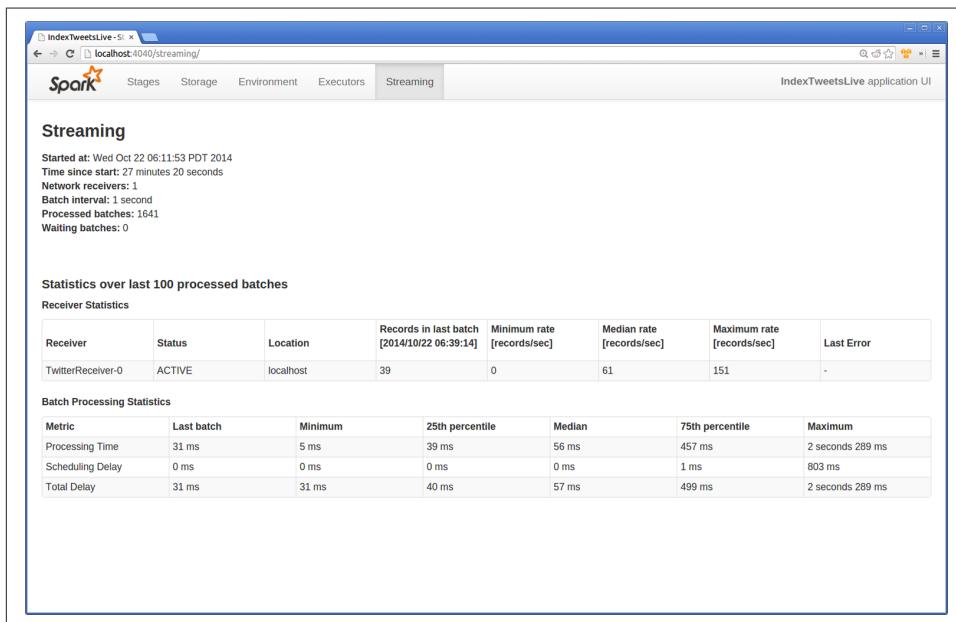 IndexTweetsLive - St
localhost:4040/streaming/
Spark Stages Storage Environment Executors Streaming IndexTweetsLive application UI
Streaming
Started at: Wed Oct 22 06:11:53 PDT 2014
Time since start: 27 minutes 20 seconds
Network receivers: 1
Batch interval: 1 second
Processed batches: 1641
Waiting batches: 0
Statistics over last 100 processed batches
Receiver Statistics
Receiver Status Location Records in last batch [2014/10/22 06:39:14] Minimum rate [records/sec] Median rate [records/sec] Maximum rate [records/sec] Last Error
TwitterReceiver-0 ACTIVE localhost 39 0 61 151 -
Batch Processing Statistics
Metric Last batch Minimum 25th percentile Median 75th percentile Maximum
Processing Time 31 ms 5 ms 39 ms 56 ms 457 ms 2 seconds 289 ms
Scheduling Delay 0 ms 0 ms 0 ms 0 ms 1 ms 803 ms
Total Delay 31 ms 31 ms 40 ms 57 ms 499 ms 2 seconds 289 ms